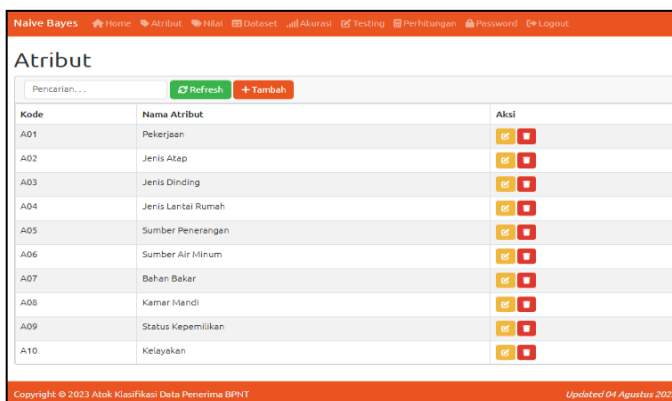 Naive Bayes Home Atribut Nilai Dataset Akurasi Testing Perhitungan Password Logout
Atribut
Pencarian... Refresh + Tambah
Kode Nama Atribut Aksi
A01 Pekerjaan
A02 Jenis Atap
A03 Jenis Dinding
A04 Jenis Lantai Rumah
A05 Sumber Penerangan
A06 Sumber Air Minum
A07 Bahan Bakar
A08 Kamar Mandi
A09 Status Kepemilikan
A10 Kelayakan
Copyright © 2023 Atok Klasifikasi Data Penerima BPNT Updated 04 Agustus